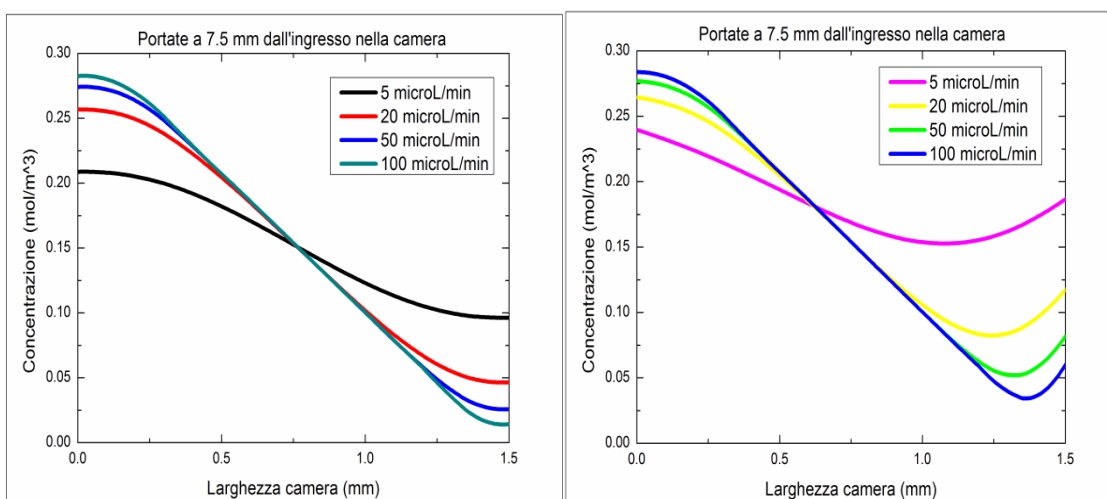 Portate a 7.5 mm dall'ingresso nella camera
0.30
0.25
0.20
0.15
0.10
0.05
0.00
Concentrazione (mol/m^3)
5 microL/min
20 microL/min
50 microL/min
100 microL/min
0.0 0.5 1.0 1.5
Larghezza camera (mm)
Portate a 7.5 mm dall'ingresso nella camera
0.30
0.25
0.20
0.15
0.10
0.05
0.00
Concentrazione (mol/m^3)
5 microL/min
20 microL/min
50 microL/min
100 microL/min
0.0 0.5 1.0 1.5
Larghezza camera (mm)